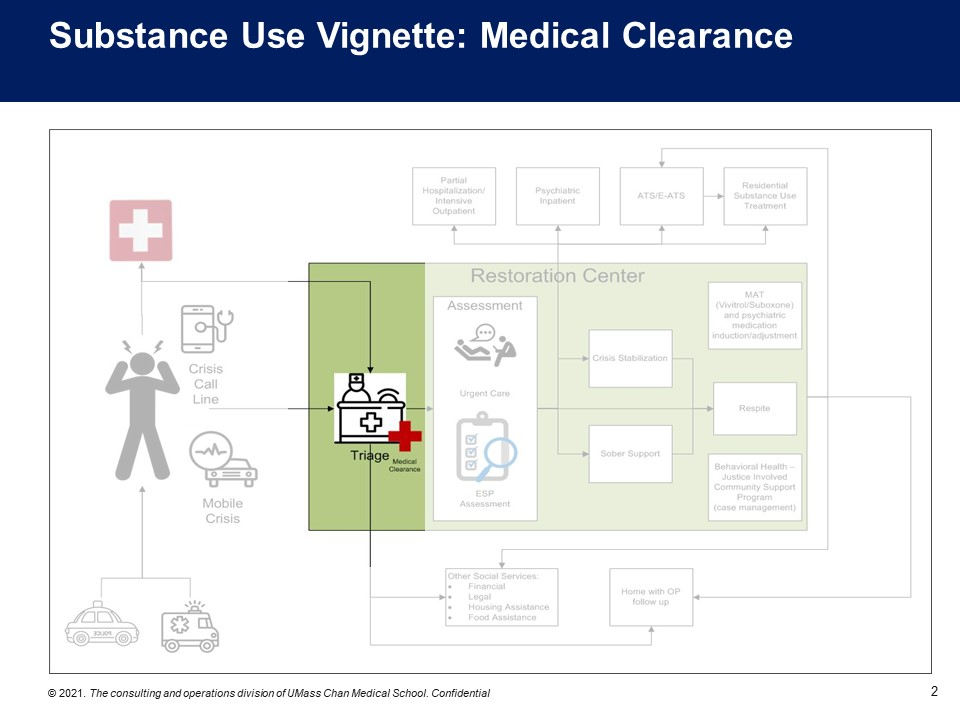 Substance Use Vignette: Medical Clearance
Partial
Hospitalization/
Intensive
Outpatient
Psychiatric
Inpatient
ATS/E-ATS
Residential
Substance Use
Treatment
Restoration Center
Assessment
MAT
(Vivitrol/Suboxone)
and psychiatric
medication
induction/adjustment
Crisis
Call
Line
Crisis Stabilization
Urgent Care
Respite
Triage
Medical
Clearance
Sober Support
Behavioral Health –
Justice Involved
Community Support
Program
(case management)
ESP
Assessment
Mobile
Crisis
Other Social Services:
• Financial
• Legal
• Housing Assistance
• Food Assistance
Home with OP
follow up
POLICE
© 2021. The consulting and operations division of UMass Chan Medical School. Confidential
2